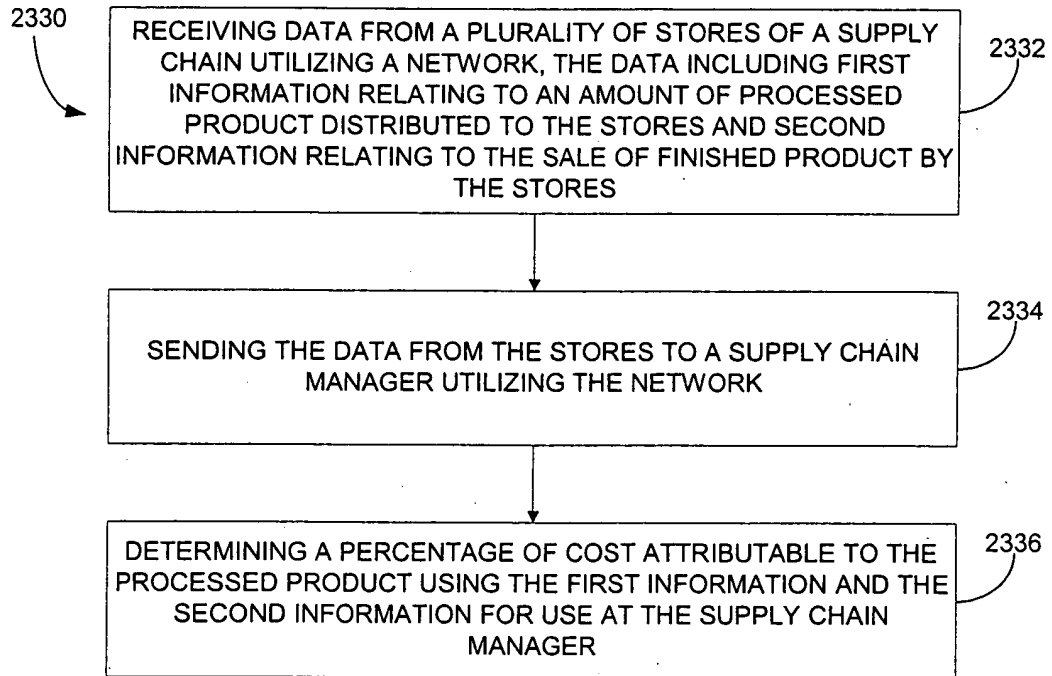 2330
RECEIVING DATA FROM A PLURALITY OF STORES OF A SUPPLY
CHAIN UTILIZING A NETWORK, THE DATA INCLUDING FIRST
INFORMATION RELATING TO AN AMOUNT OF PROCESSED
PRODUCT DISTRIBUTED TO THE STORES AND SECOND
INFORMATION RELATING TO THE SALE OF FINISHED PRODUCT BY
THE STORES
2332
SENDING THE DATA FROM THE STORES TO A SUPPLY CHAIN
MANAGER UTILIZING THE NETWORK
2334
DETERMINING A PERCENTAGE OF COST ATTRIBUTABLE TO THE
PROCESSED PRODUCT USING THE FIRST INFORMATION AND THE
SECOND INFORMATION FOR USE AT THE SUPPLY CHAIN
MANAGER
2336